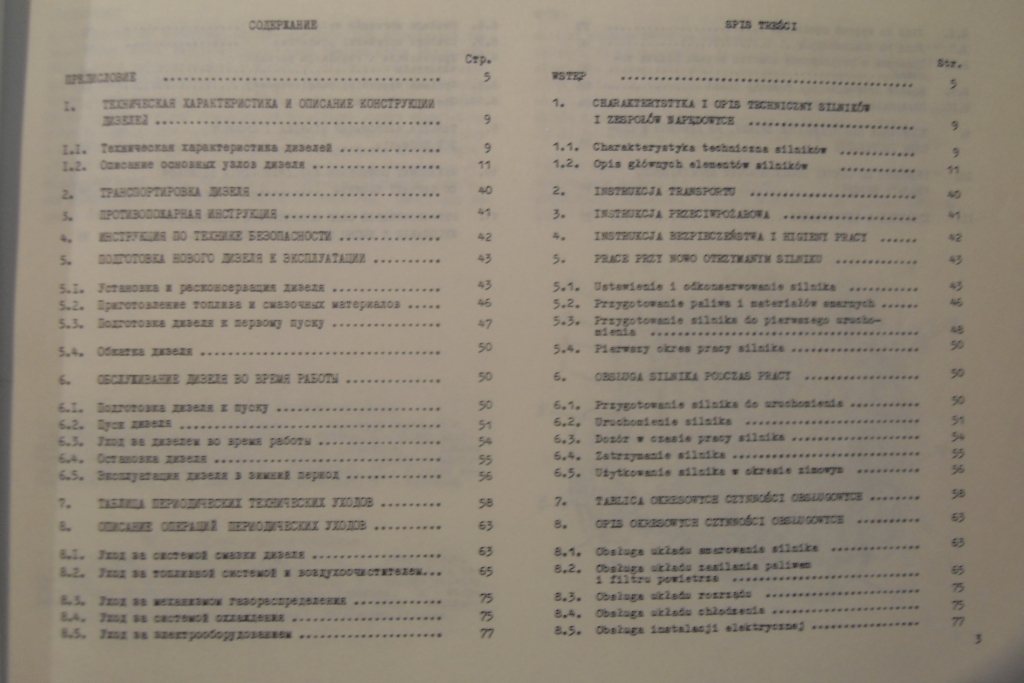 СОДЕРЖАНИЕ
Стр.
ПРЕДИСЛОВИЕ ........ 5
I. ТЕХНИЧЕСКАЯ ХАРАКТЕРИСТИКА И ОПИСАНИЕ КОНСТРУКЦИИ
ДИЗЕЛЕЙ ........ 9
I.I. Техническая характеристика дизелей ........ 9
I.2. Описание основных узлов дизеля ........ 11
2. ТРАНСПОРТИРОВКА ДИЗЕЛЯ ........ 40
3. ПРОТИВОПОЖАРНАЯ ИНСТРУКЦИЯ ........ 41
4. ИНСТРУКЦИЯ ПО ТЕХНИКЕ БЕЗОПАСНОСТИ ........ 42
5. ПОДГОТОВКА НОВОГО ДИЗЕЛЯ К ЭКСПЛУАТАЦИИ ........ 43
5.I. Установка и расконсервация дизеля ........ 43
5.2. Приготовление топлива и смазочных материалов ........ 46
5.3. Подготовка дизеля к первому пуску ........ 47
5.4. Обкатка дизеля ........ 50
6. ОБСЛУЖИВАНИЕ ДИЗЕЛЯ ВО ВРЕМЯ РАБОТЫ ........ 50
6.I. Подготовка дизеля к пуску ........ 50
6.2. Пуск дизеля ........ 51
6.3. Уход за дизелем во время работы ........ 54
6.4. Остановка дизеля ........ 55
6.5. Эксплуатация дизеля в зимний период ........ 56
7. ТАБЛИЦА ПЕРИОДИЧЕСКИХ ТЕХНИЧЕСКИХ УХОДОВ ........ 58
8. ОПИСАНИЕ ОПЕРАЦИЙ ПЕРИОДИЧЕСКИХ УХОДОВ ........ 63
8.I. Уход за системой смазки дизеля ........ 63
8.2. Уход за топливной системой и воздухоочистителем... 65
8.3. Уход за механизмом газораспределения ........ 75
8.4. Уход за системой охлаждения ........ 75
8.5. Уход за электрооборудованием ........ 77
SPIS TREŚCI
Str.
WSTĘP ........ 5
1. CHARAKTERYSTYKA I OPIS TECHNICZNY SILNIKÓW
I ZESPOŁÓW NAPĘDOWYCH ........ 9
1.1. Charakterystyka techniczna silników ........ 9
1.2. Opis głównych elementów silników ........ 11
2. INSTRUKCJA TRANSPORTU ........ 40
3. INSTRUKCJA PRZECIWPOŻAROWA ........ 41
4. INSTRUKCJA BEZPIECZEŃSTWA I HIGIENY PRACY ...... 42
5. PRACE PRZY NOWO OTRZYMANYM SILNIKU ........ 43
5.1. Ustawienie i odkonserwowanie silnika ........ 43
5.2. Przygotowanie paliwa i materiałów smarnych ...... 46
5.3. Przygotowanie silnika do pierwszego urucho-
mienia ........ 48
5.4. Pierwszy okres pracy silnika ........ 50
6. OBSŁUGA SILNIKA PODCZAS PRACY ........ 50
6.1. Przygotowanie silnika do uruchomienia ........ 50
6.2. Uruchomienie silnika ........ 51
6.3. Dozór w czasie pracy silnika ........ 54
6.4. Zatrzymanie silnika ........ 55
6.5. Użytkowanie silnika w okresie zimowym ........ 56
7. TABLICA OKRESOWYCH CZYNNOŚCI OBSŁUGOWYCH ........ 58
8. OPIS OKRESOWYCH CZYNNOŚCI OBSŁUGOWYCH ........ 63
8.1. Obsługa układu smarowania silnika ........ 63
8.2. Obsługa układu zasilania paliwem
i filtru powietrza ........ 65
8.3. Obsługa układu rozrządu ........ 75
8.4. Obsługa układu chłodzenia ........ 75
8.5. Obsługa instalacji elektrycznej ........ 77
3